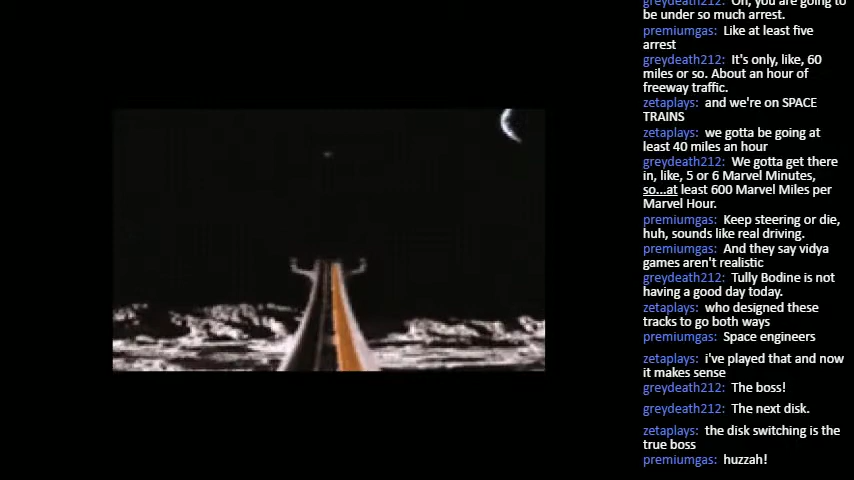 greydeath212: Oh, you are going to
be under so much arrest.
premiumgas: Like at least five
arrest
greydeath212: It's only, like, 60
miles or so. About an hour of
freeway traffic.
zetaplays: and we're on SPACE
TRAINS
zetaplays: we gotta be going at
least 40 miles an hour
greydeath212: We gotta get there
in, like, 5 or 6 Marvel Minutes,
so...at least 600 Marvel Miles per
Marvel Hour.
premiumgas: Keep steering or die,
huh, sounds like real driving.
premiumgas: And they say vidya
games aren't realistic
greydeath212: Tully Bodine is not
having a good day today.
zetaplays: who designed these
tracks to go both ways
premiumgas: Space engineers
zetaplays: i've played that and now
it makes sense
greydeath212: The boss!
greydeath212: The next disk.
zetaplays: the disk switching is the
true boss
premiumgas: huzzah!